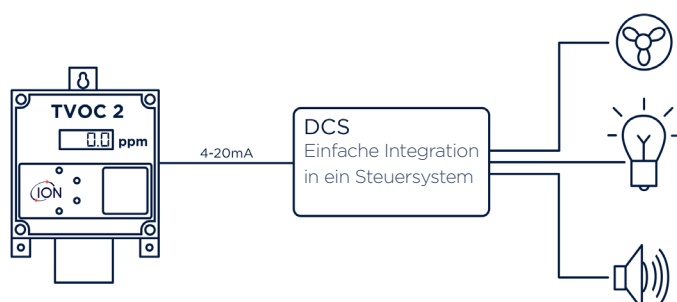 TVOC 2
0.0 ppm
ION
4-20mA
DCS
Einfache Integration
in ein Steuersystem